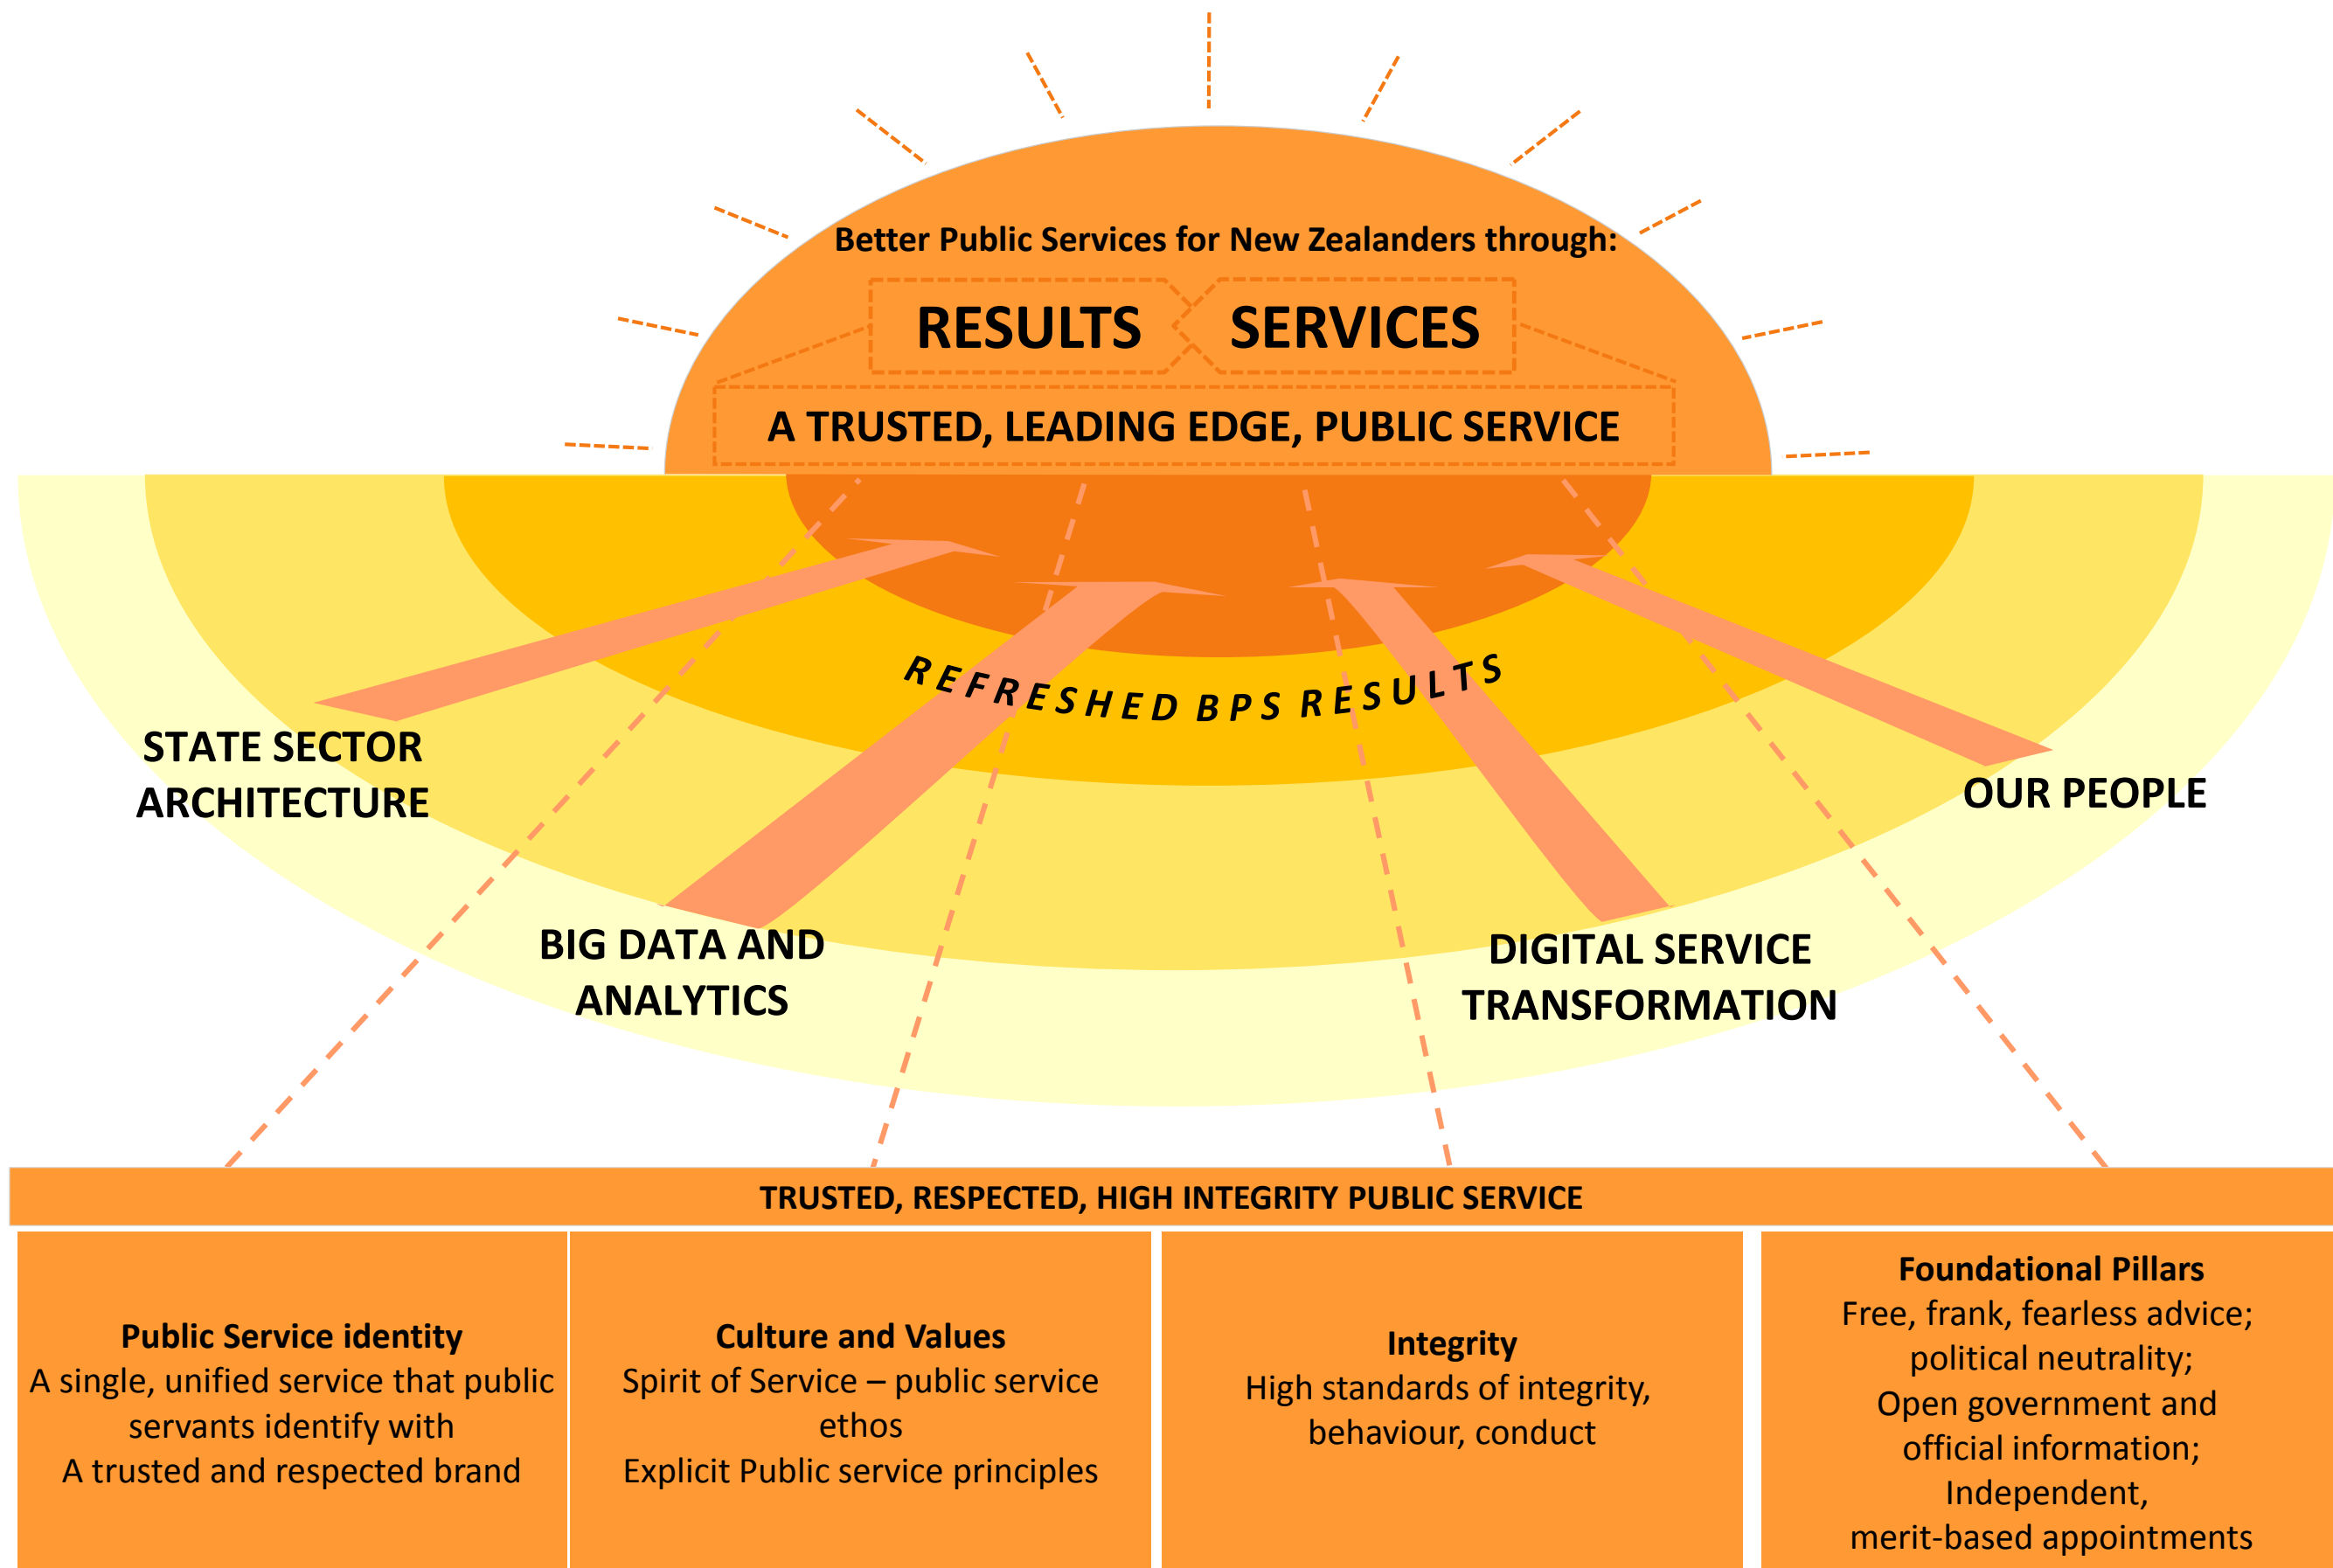 Better Public Services for New Zealanders through:
RESULTS
SERVICES
A TRUSTED, LEADING EDGE, PUBLIC SERVICE
REFRESHED BPS RESULTS
STATE SECTOR
ARCHITECTURE
OUR PEOPLE
BIG DATA AND
ANALYTICS
DIGITAL SERVICE
TRANSFORMATION
TRUSTED, RESPECTED, HIGH INTEGRITY PUBLIC SERVICE
Public Service identity
A single, unified service that public
servants identify with
A trusted and respected brand
Culture and Values
Spirit of Service – public service
ethos
Explicit Public service principles
Integrity
High standards of integrity,
behaviour, conduct
Foundational Pillars
Free, frank, fearless advice;
political neutrality;
Open government and
official information;
Independent,
merit-based appointments